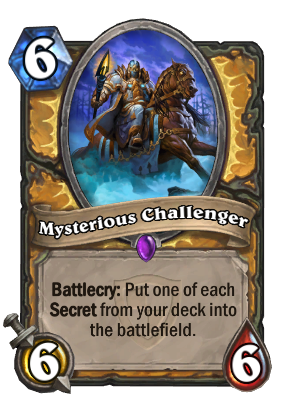 6
Mysterious Challenger
Battlecry: Put one of each
Secret from your deck into
the battlefield.
6
6